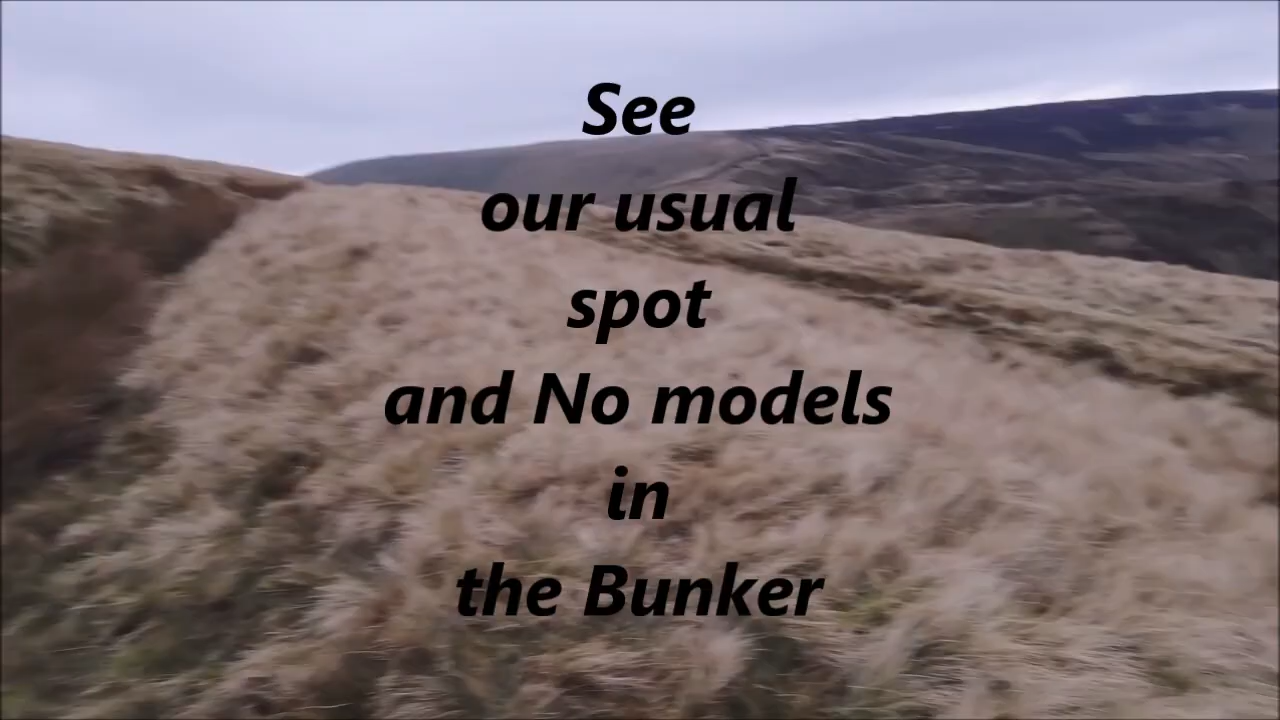 See
our usual
spot
and No models
in
the Bunker